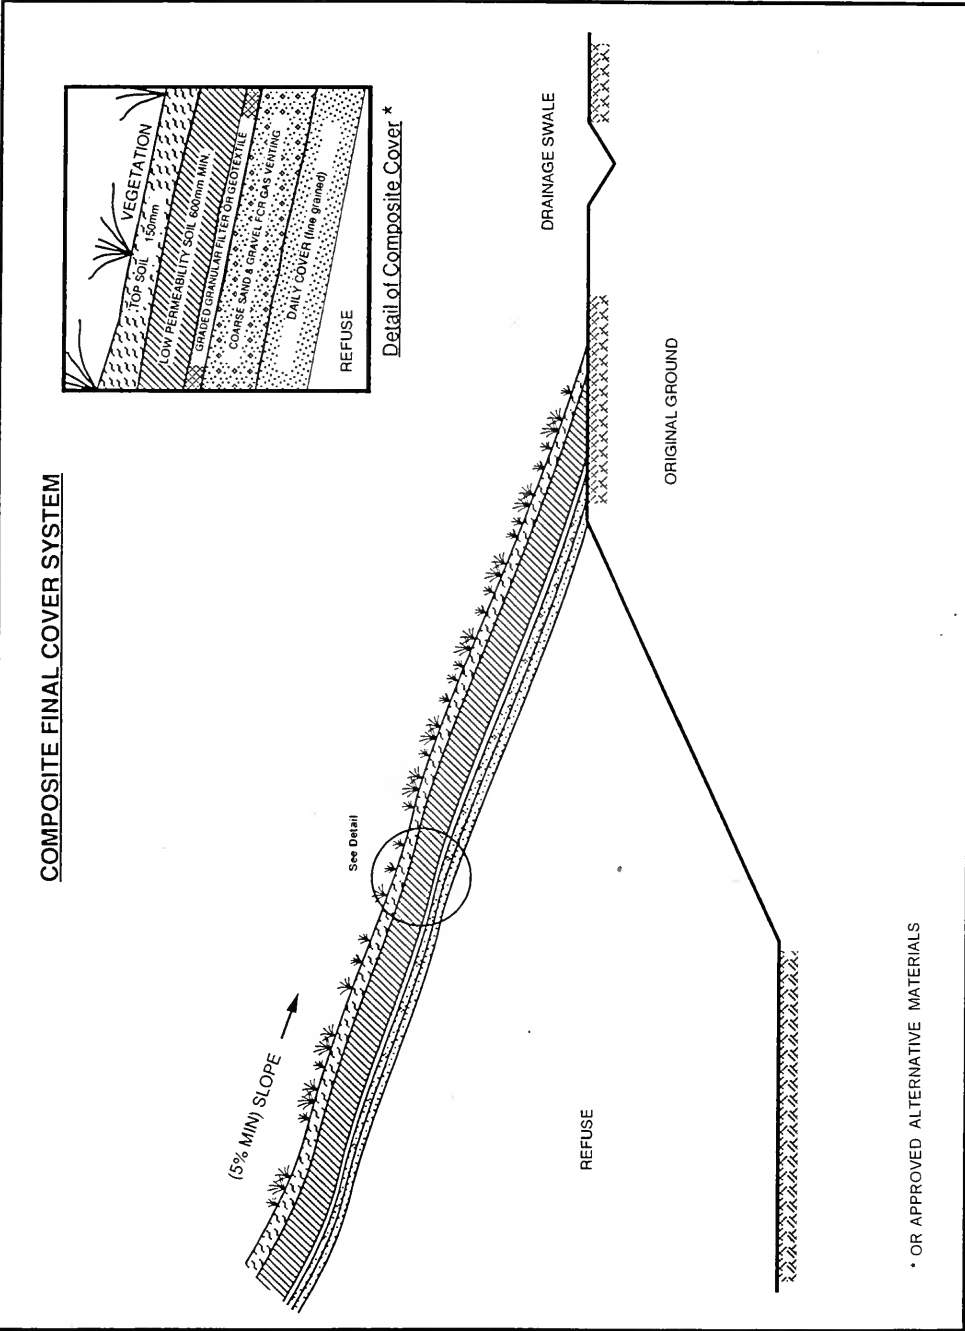 COMPOSITE FINAL COVER SYSTEM
VEGETATION
TOP SOIL 150mm
LOW PERMEABILITY SOIL 600mm MIN.
GRADED GRANULAR FILTER OR GEOTEXTILE
COARSE SAND & GRAVEL FOR GAS VENTING
DAILY COVER (fine grained)
REFUSE
Detail of Composite Cover *
(5% MIN) SLOPE
See Detail
DRAINAGE SWALE
ORIGINAL GROUND
REFUSE
* OR APPROVED ALTERNATIVE MATERIALS